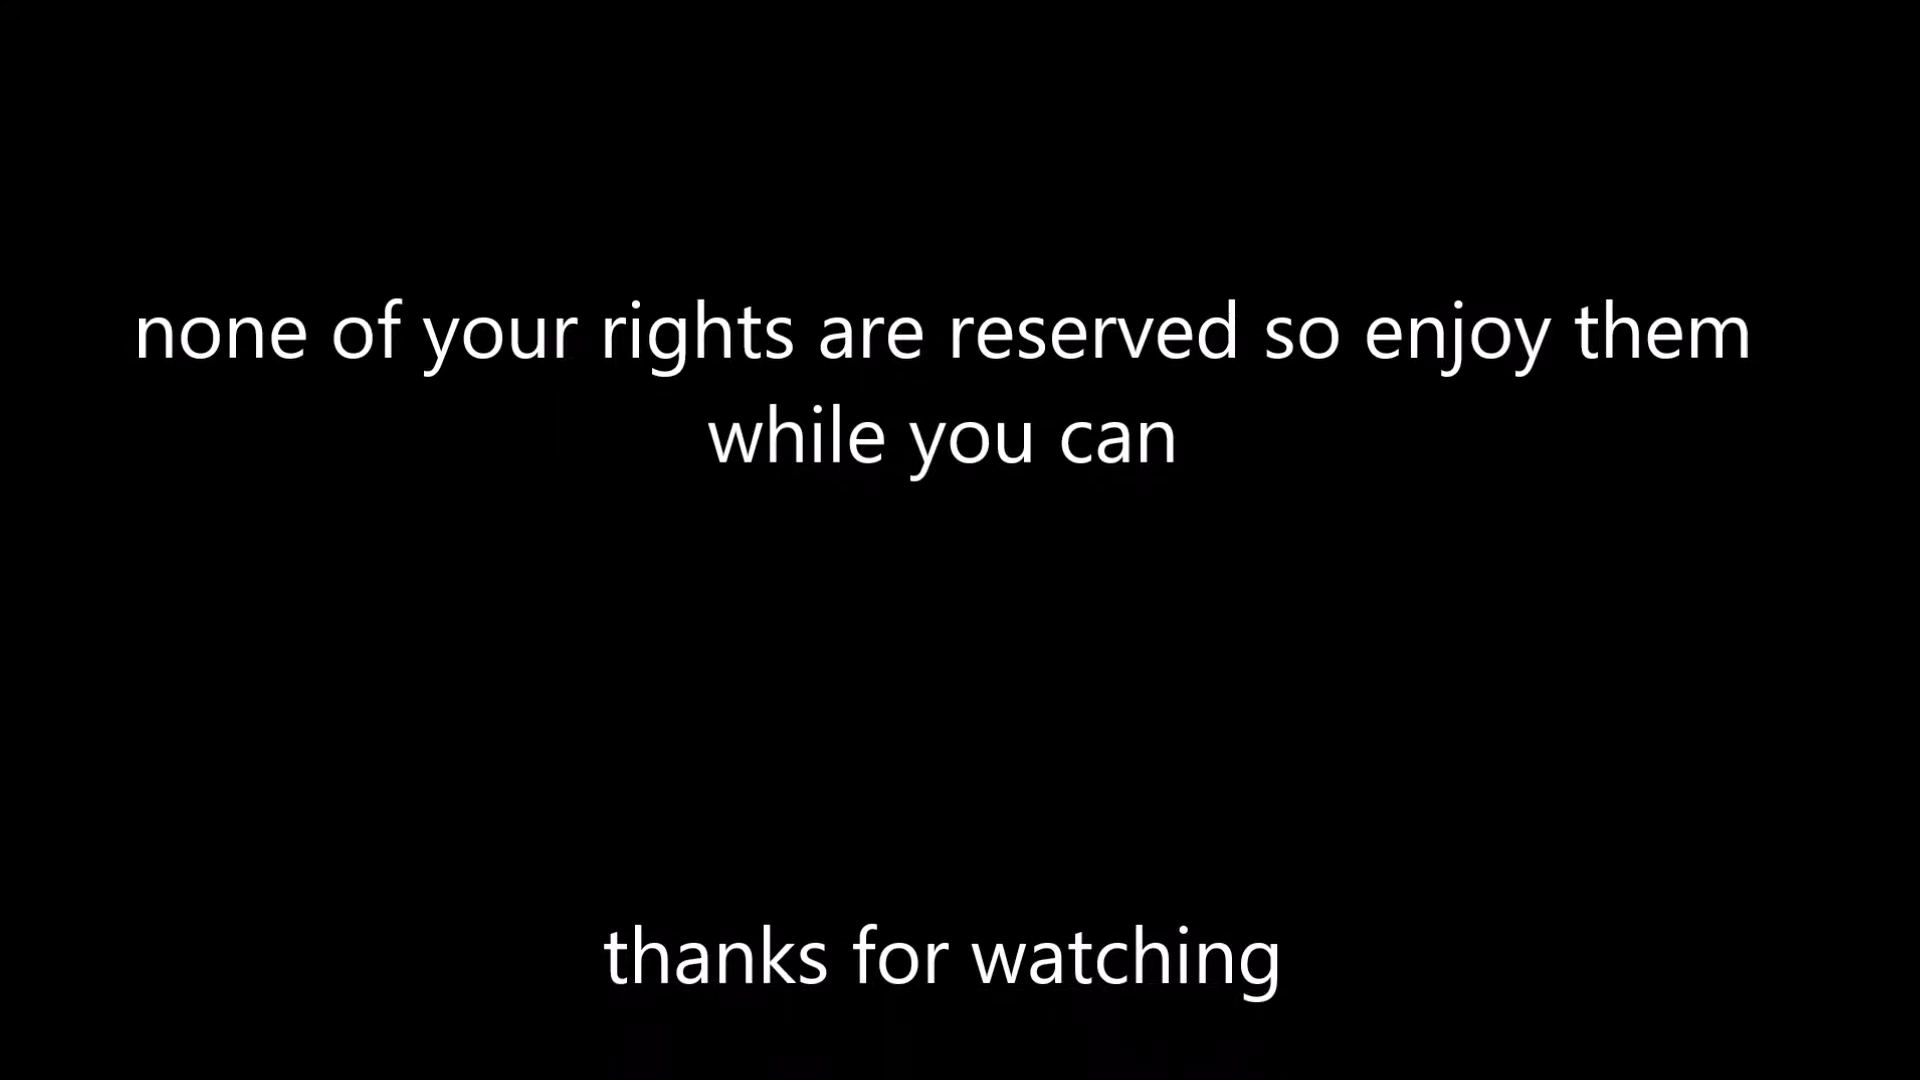 none of your rights are reserved so enjoy them
while you can
thanks for watching